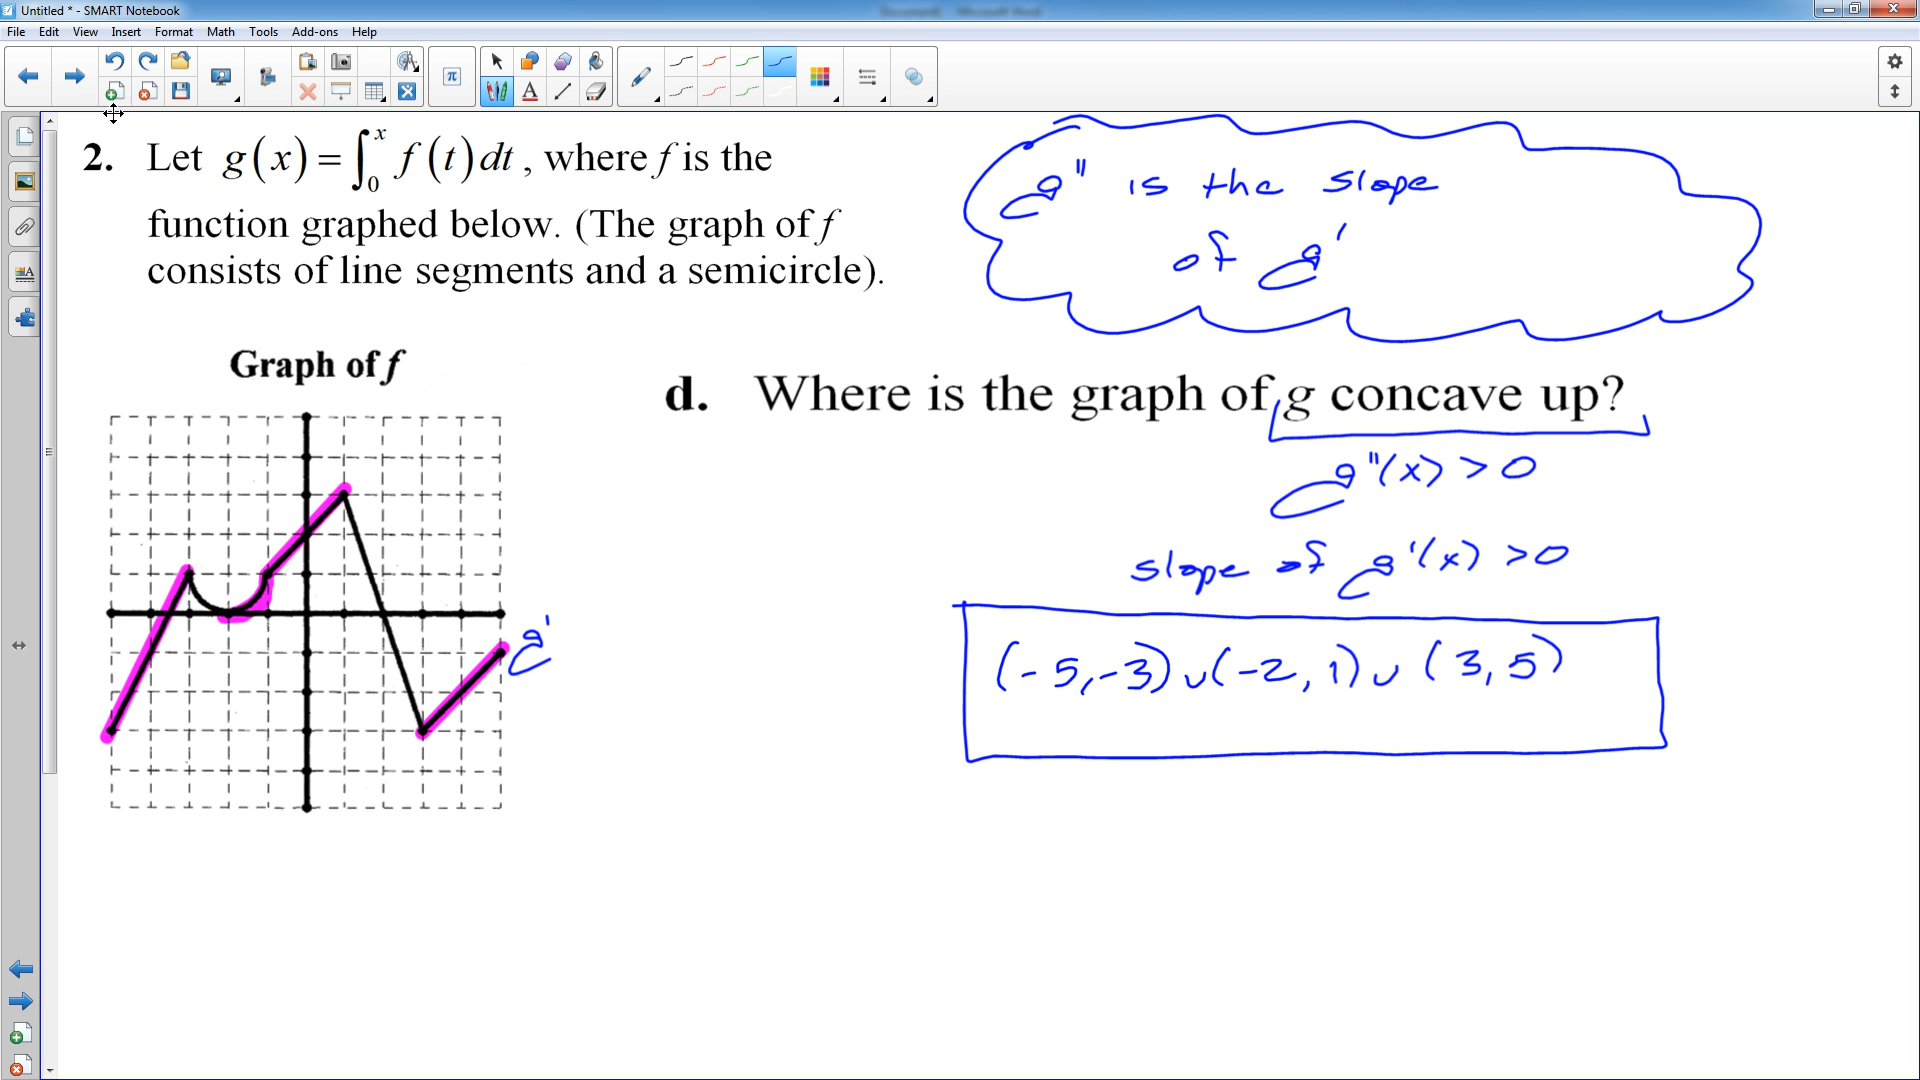 Untitled * - SMART Notebook
File Edit View Insert Format Math Tools Add-ons Help
2. Let g(x) = ∫₀ˣ f(t)dt, where f is the
function graphed below. (The graph of f
consists of line segments and a semicircle).
g" is the slope
of g'
Graph of f
d. Where is the graph of g concave up?
g"(x) > 0
slope of g'(x) > 0
g'
(-5,-3)∪(-2,1)∪(3,5)